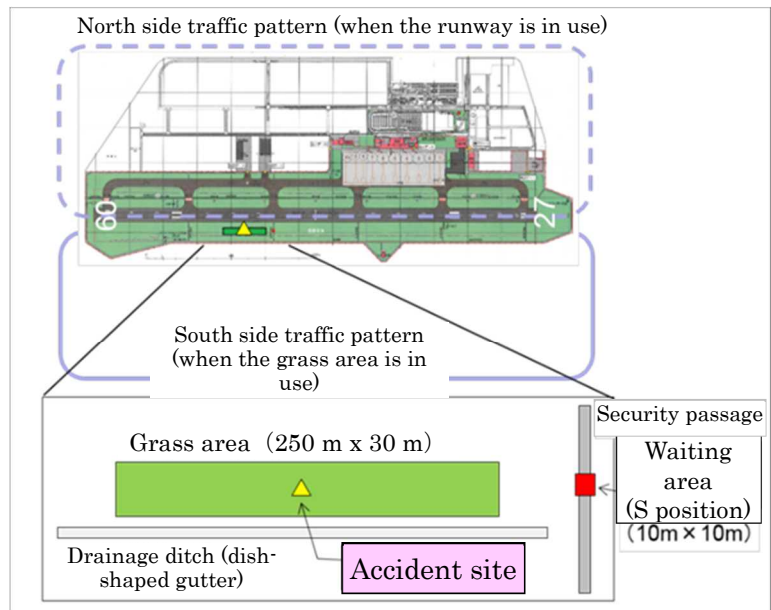 North side traffic pattern (when the runway is in use)
09
27
South side traffic pattern
(when the grass area is in
use)
Security passage
Grass area (250 m x 30 m)
Waiting
area
(S position)
(10m×10m)
Drainage ditch (dish-
shaped gutter)
Accident site